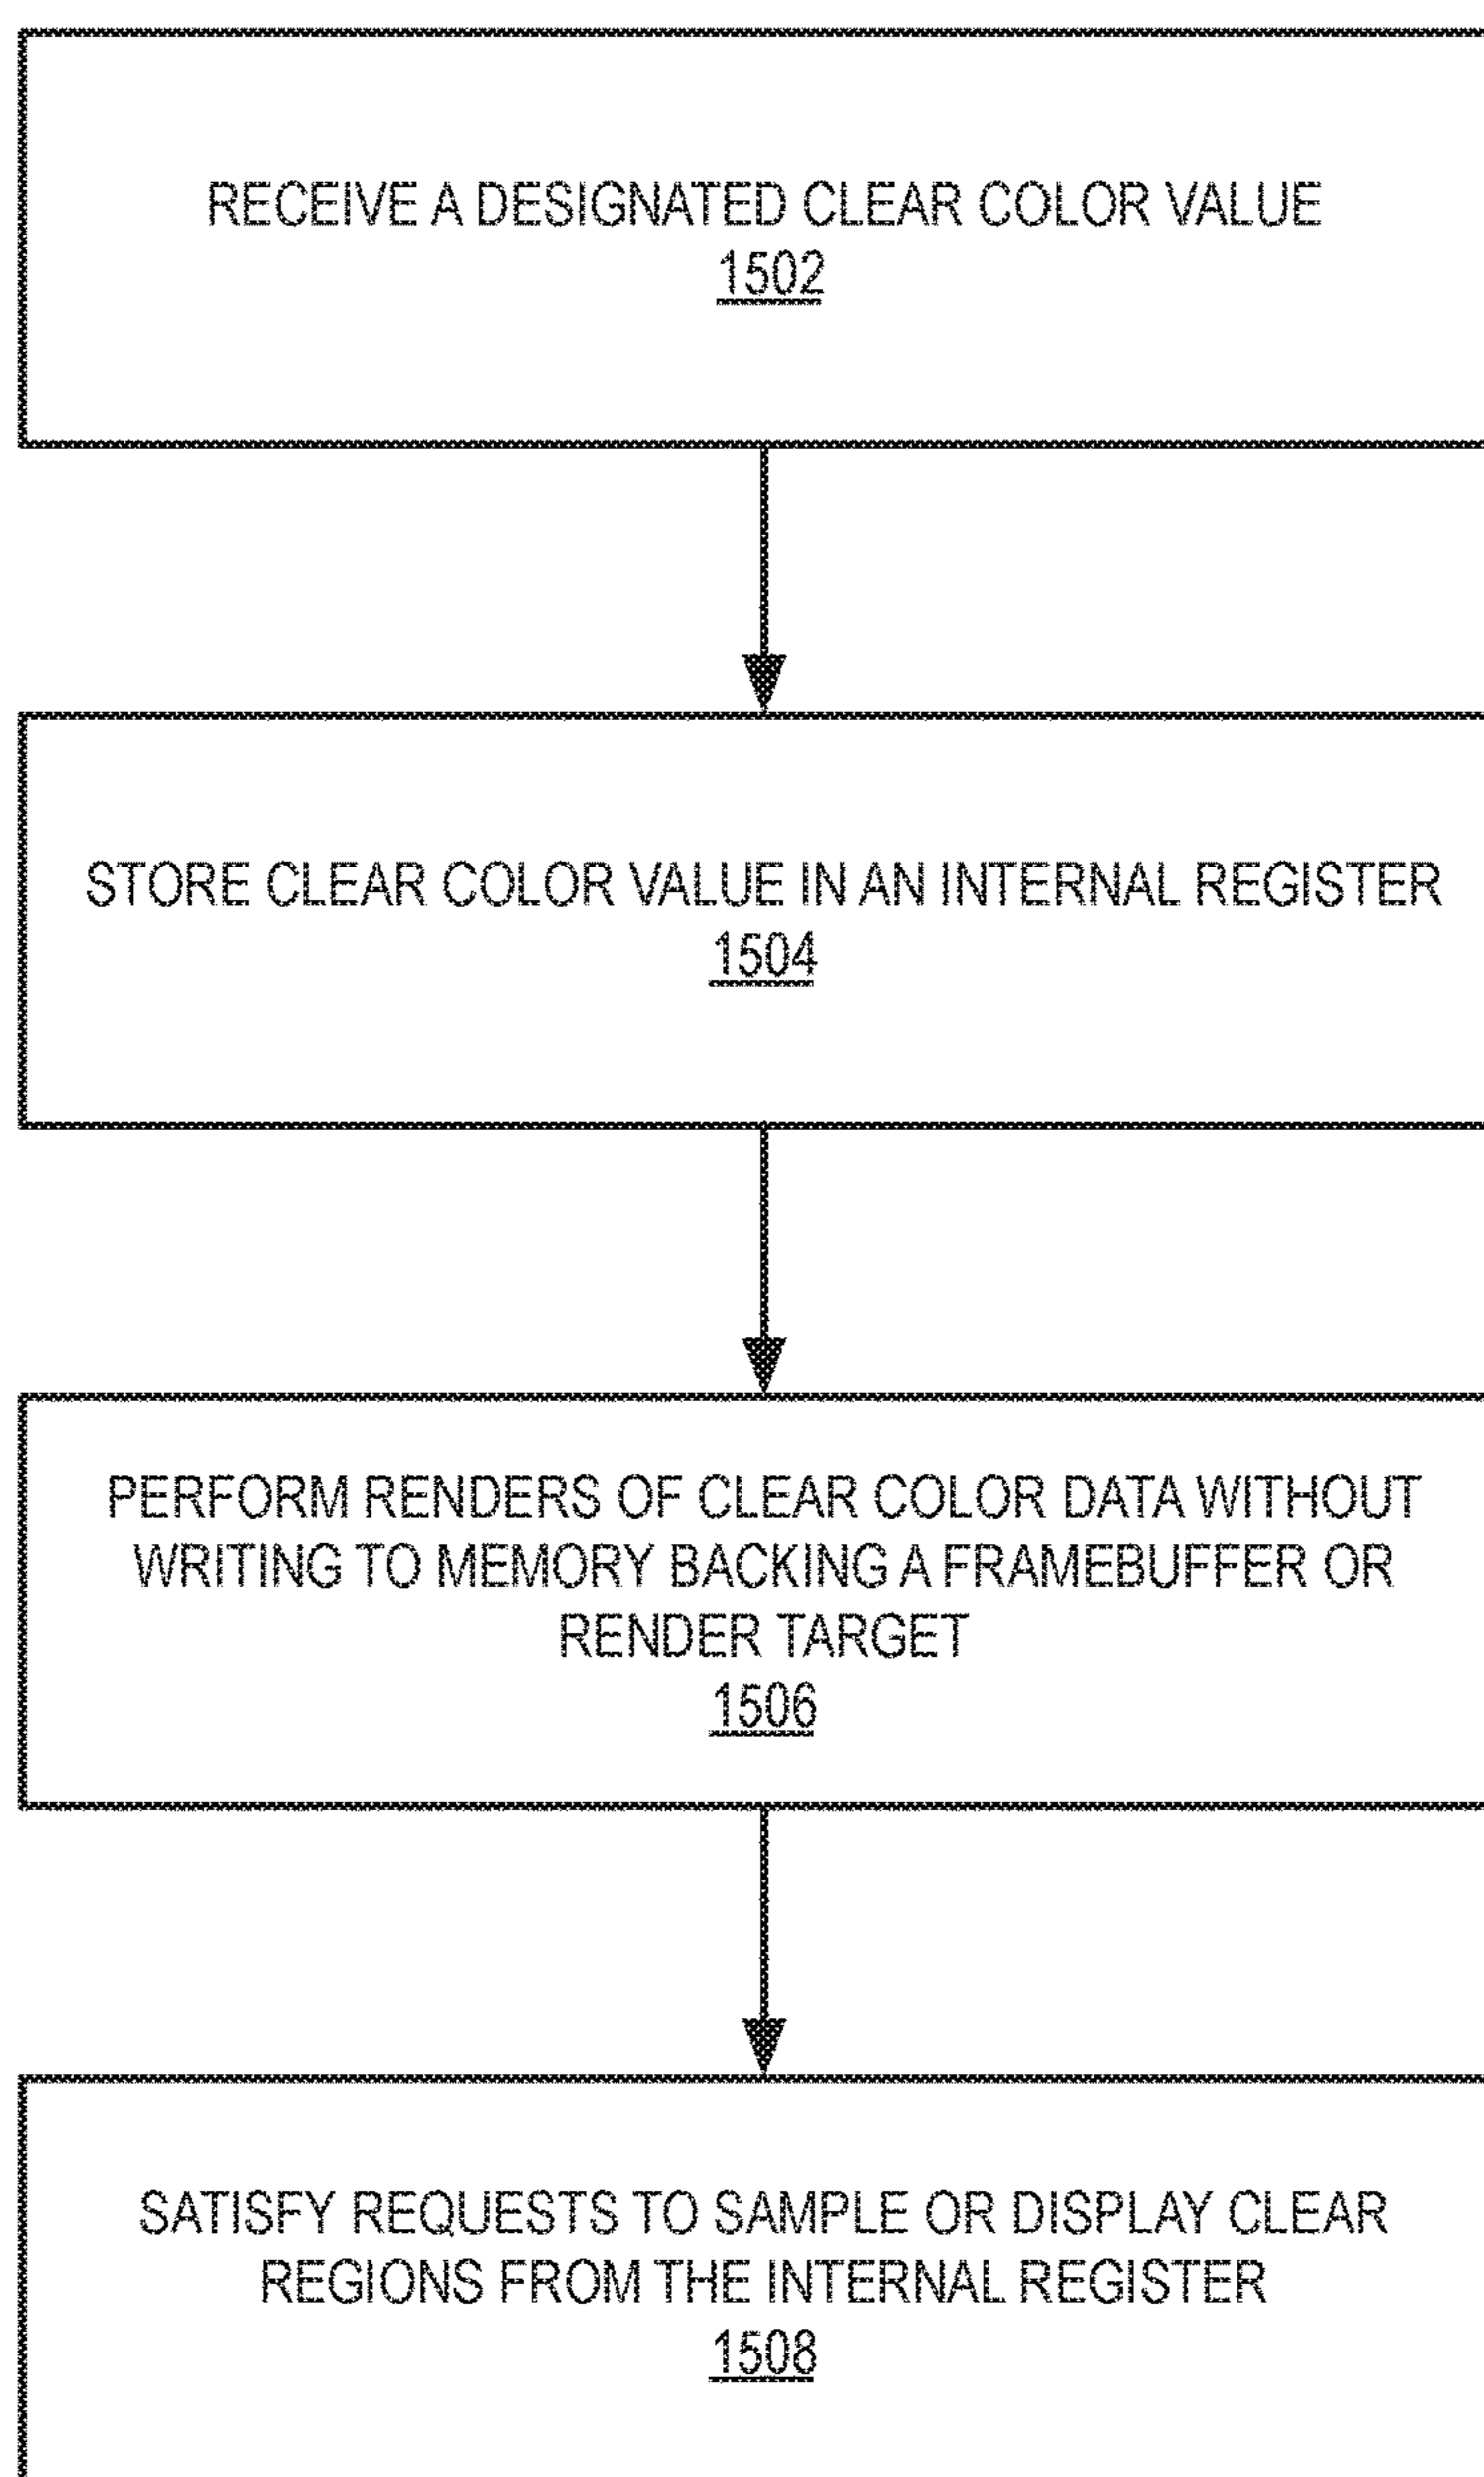 RECEIVE A DESIGNATED CLEAR COLOR VALUE
1502
STORE CLEAR COLOR VALUE IN AN INTERNAL REGISTER
1504
PERFORM RENDERS OF CLEAR COLOR DATA WITHOUT
WRITING TO MEMORY BACKING A FRAMEBUFFER OR
RENDER TARGET
1506
SATISFY REQUESTS TO SAMPLE OR DISPLAY CLEAR
REGIONS FROM THE INTERNAL REGISTER
1508